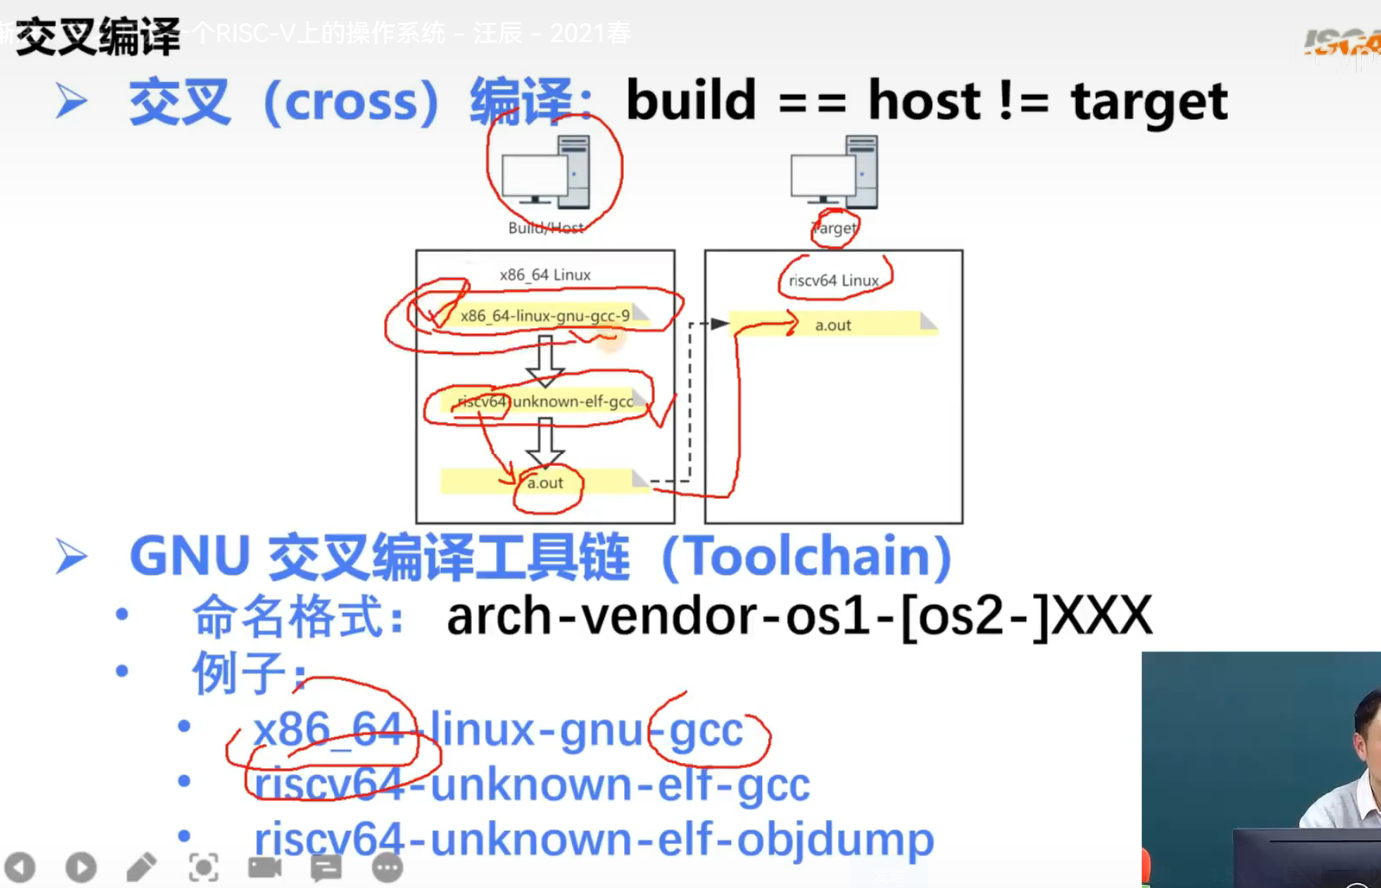 交叉编译
一个RISC-V上的操作系统 - 汪辰 - 2021春
交叉（cross）编译：build == host != target
Build/Host
Target
x86_64 Linux
riscv64 Linux
x86_64-linux-gnu-gcc-9
a.out
riscv64-unknown-elf-gcc
a.out
GNU 交叉编译工具链（Toolchain）
命名格式： arch-vendor-os1-[os2-]XXX
例子：
x86_64-linux-gnu-gcc
riscv64-unknown-elf-gcc
riscv64-unknown-elf-objdump